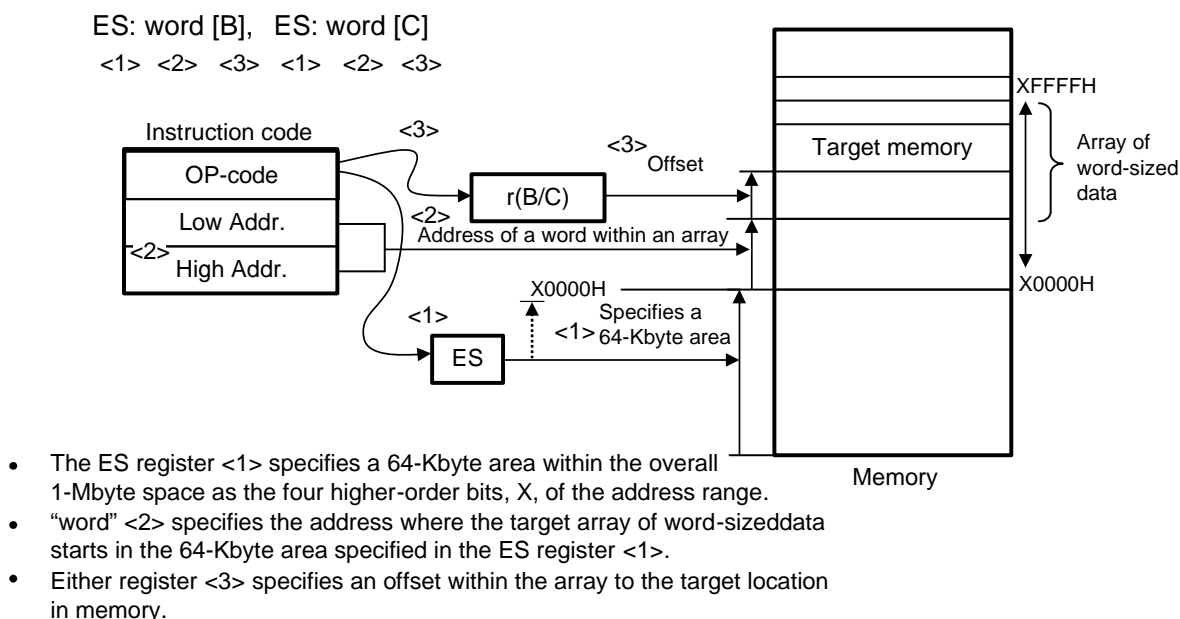 ES: word [B], ES: word [C]
<1> <2> <3> <1> <2> <3>
Instruction code
OP-code
Low Addr.
<2>
High Addr.
<3>
r(B/C)
<3>
Offset
<2>
Address of a word within an array
X0000H
<1>
ES
<1>
Specifies a
64-Kbyte area
Target memory
XFFFFH
Array of
word-sized
data
X0000H
Memory
• The ES register <1> specifies a 64-Kbyte area within the overall
1-Mbyte space as the four higher-order bits, X, of the address range.
• “word” <2> specifies the address where the target array of word-sizeddata
starts in the 64-Kbyte area specified in the ES register <1>.
• Either register <3> specifies an offset within the array to the target location
in memory.